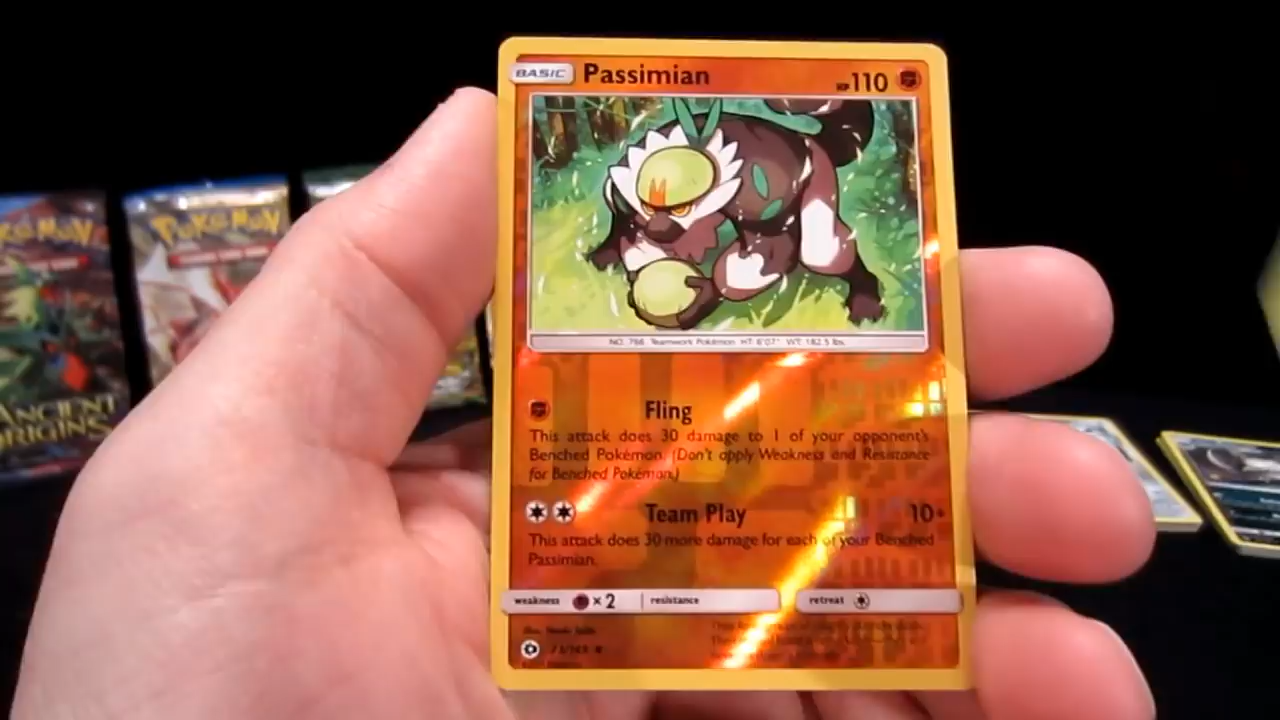 BASIC Passimian HP 110
POKéMON
POKéMON
NO. 766 Teamwork Pokémon HT: 6'07" WT: 182.5 lbs.
ANCIENT
ORIGINS
Fling
This attack does 30 damage to 1 of your opponent's
Benched Pokémon. (Don't apply Weakness and Resistance
for Benched Pokémon.)
Team Play 10+
This attack does 30 more damage for each of your Benched
Passimian.
weakness ×2 resistance retreat